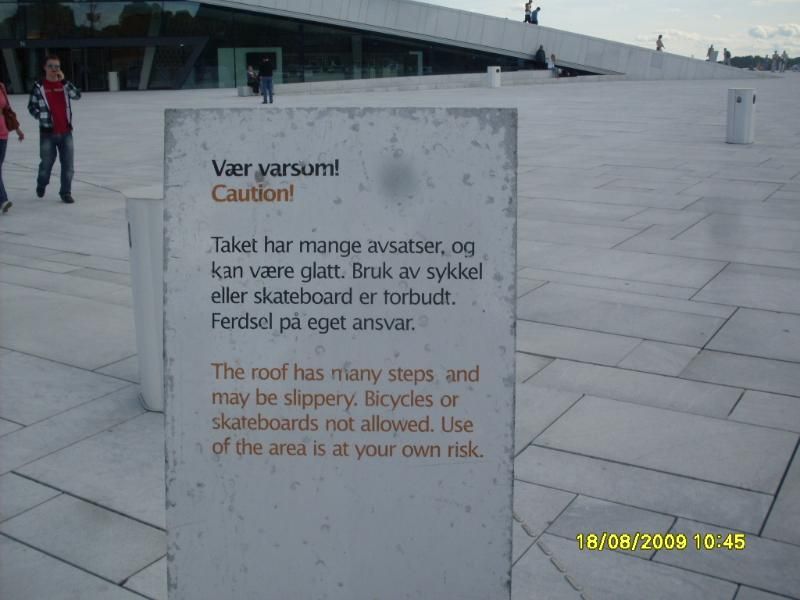 Vær varsom!
Caution!
Taket har mange avsatser, og
kan være glatt. Bruk av sykkel
eller skateboard er forbudt.
Ferdsel på eget ansvar.
The roof has many steps and
may be slippery. Bicycles or
skateboards not allowed. Use
of the area is at your own risk.
18/08/2009 10:45